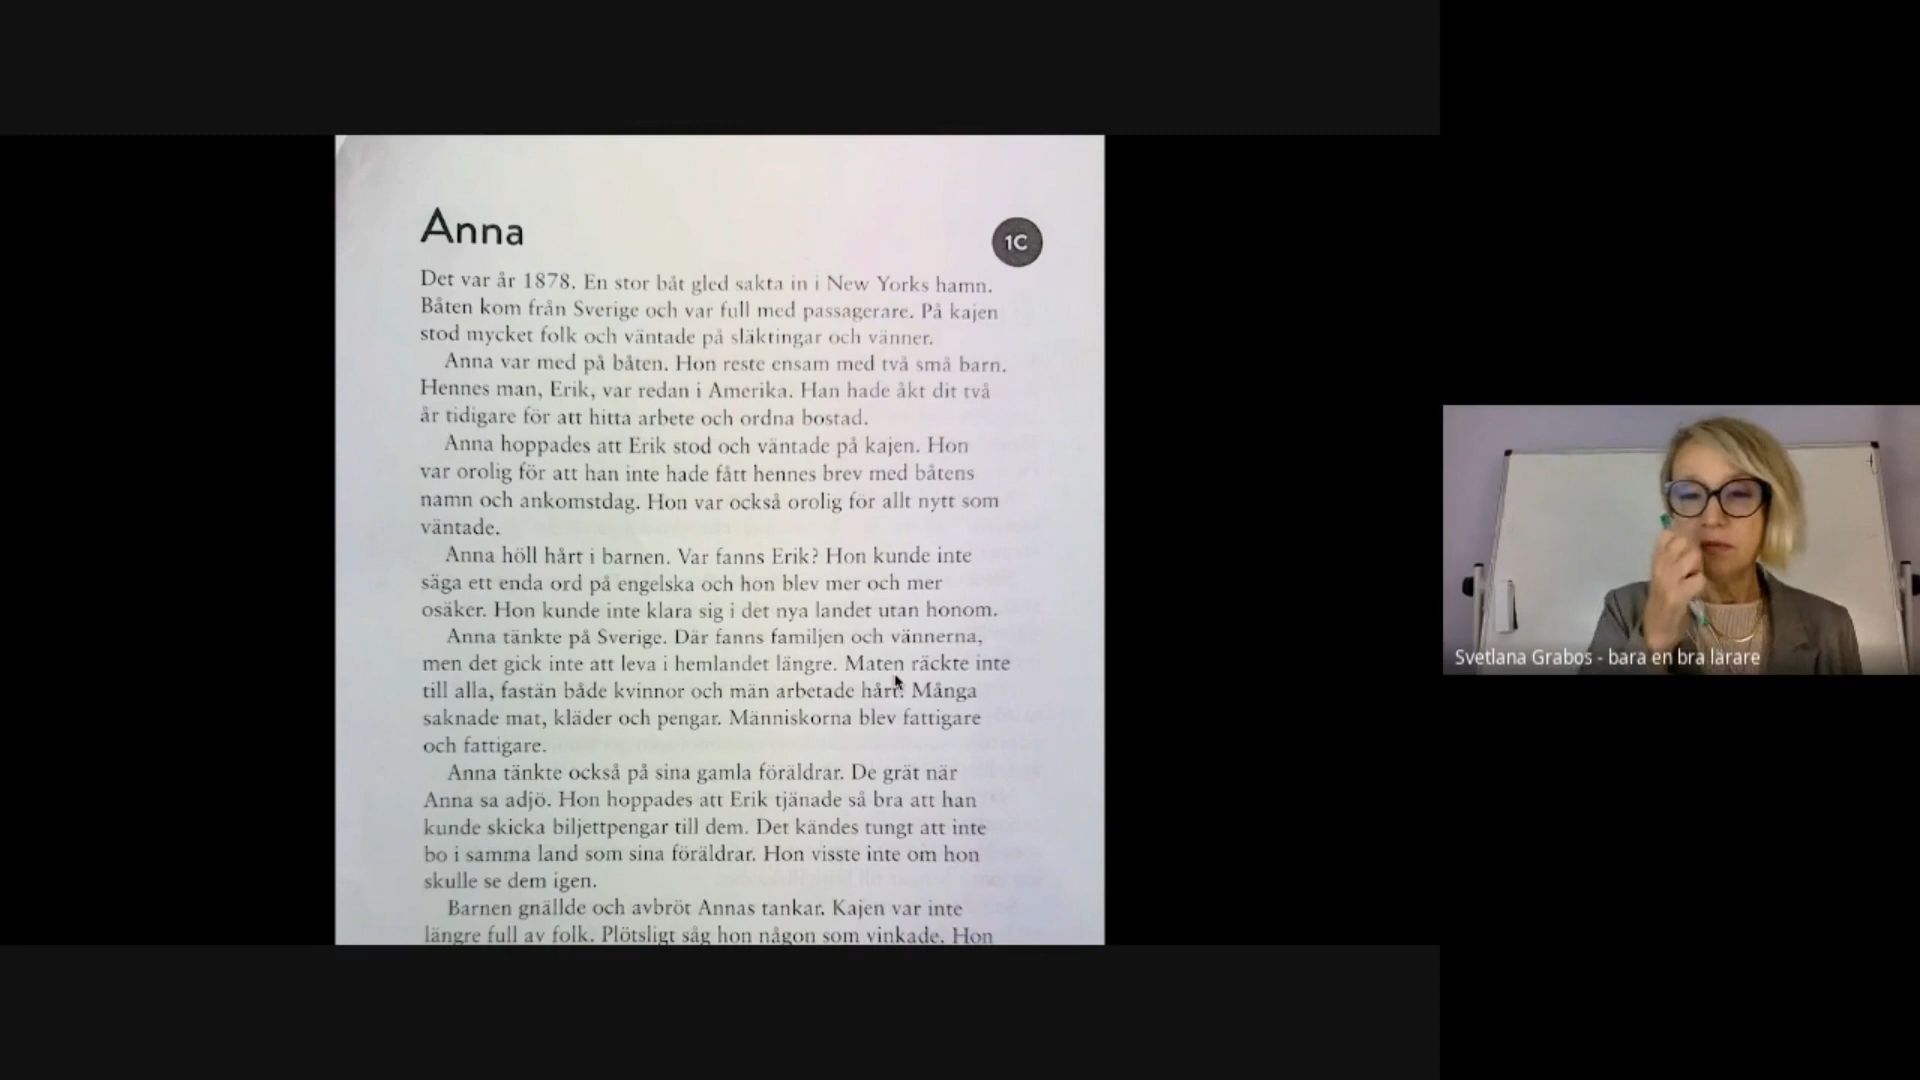 Anna
1C
Det var år 1878. En stor båt gled sakta in i New Yorks hamn.
Båten kom från Sverige och var full med passagerare. På kajen
stod mycket folk och väntade på släktingar och vänner.
Anna var med på båten. Hon reste ensam med två små barn.
Hennes man, Erik, var redan i Amerika. Han hade åkt dit två
år tidigare för att hitta arbete och ordna bostad.
Anna hoppades att Erik stod och väntade på kajen. Hon
var orolig för att han inte hade fått hennes brev med båtens
namn och ankomstdag. Hon var också orolig för allt nytt som
väntade.
Anna höll hårt i barnen. Var fanns Erik? Hon kunde inte
säga ett enda ord på engelska och hon blev mer och mer
osäker. Hon kunde inte klara sig i det nya landet utan honom.
Anna tänkte på Sverige. Där fanns familjen och vännerna,
men det gick inte att leva i hemlandet längre. Maten räckte inte
till alla, fastän både kvinnor och män arbetade hårt. Många
saknade mat, kläder och pengar. Människorna blev fattigare
och fattigare.
Anna tänkte också på sina gamla föräldrar. De grät när
Anna sa adjö. Hon hoppades att Erik tjänade så bra att han
kunde skicka biljettpengar till dem. Det kändes tungt att inte
bo i samma land som sina föräldrar. Hon visste inte om hon
skulle se dem igen.
Barnen gnällde och avbröt Annas tankar. Kajen var inte
längre full av folk. Plötsligt såg hon någon som vinkade. Hon
Svetlana Grabos - bara en bra lärare